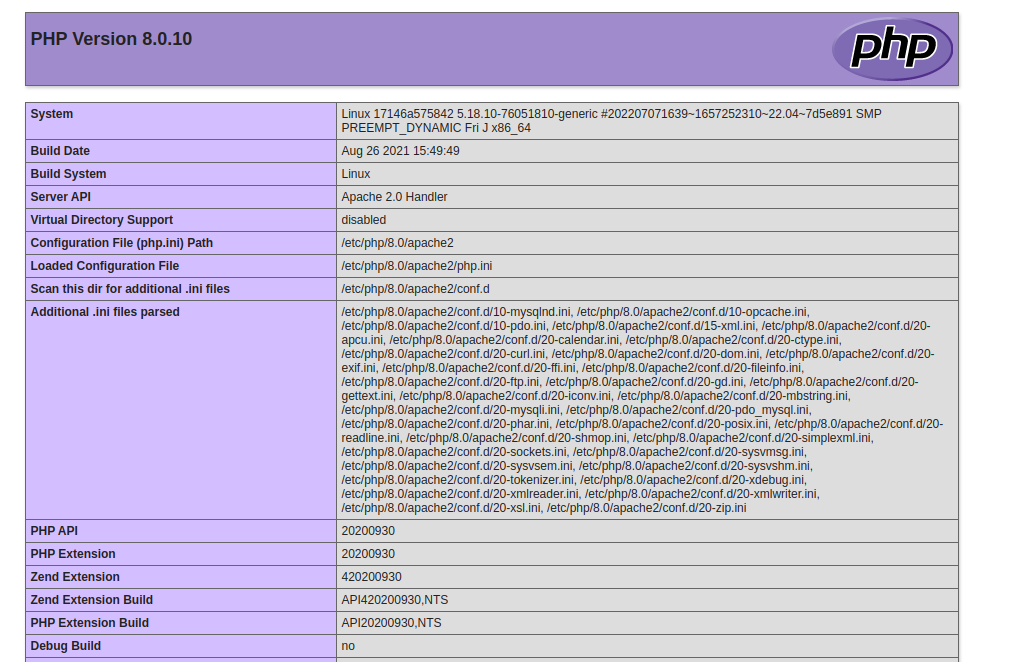 PHP Version 8.0.10
php
System
Linux 17146a575842 5.18.10-76051810-generic #202207071639~1657252310~22.04~7d5e891 SMP
PREEMPT_DYNAMIC Fri J x86_64
Build Date
Aug 26 2021 15:49:49
Build System
Linux
Server API
Apache 2.0 Handler
Virtual Directory Support
disabled
Configuration File (php.ini) Path
/etc/php/8.0/apache2
Loaded Configuration File
/etc/php/8.0/apache2/php.ini
Scan this dir for additional .ini files
/etc/php/8.0/apache2/conf.d
Additional .ini files parsed
/etc/php/8.0/apache2/conf.d/10-mysqlnd.ini, /etc/php/8.0/apache2/conf.d/10-opcache.ini,
/etc/php/8.0/apache2/conf.d/10-pdo.ini, /etc/php/8.0/apache2/conf.d/15-xml.ini, /etc/php/8.0/apache2/conf.d/20-
apcu.ini, /etc/php/8.0/apache2/conf.d/20-calendar.ini, /etc/php/8.0/apache2/conf.d/20-ctype.ini,
/etc/php/8.0/apache2/conf.d/20-curl.ini, /etc/php/8.0/apache2/conf.d/20-dom.ini, /etc/php/8.0/apache2/conf.d/20-
exif.ini, /etc/php/8.0/apache2/conf.d/20-ffi.ini, /etc/php/8.0/apache2/conf.d/20-fileinfo.ini,
/etc/php/8.0/apache2/conf.d/20-ftp.ini, /etc/php/8.0/apache2/conf.d/20-gd.ini, /etc/php/8.0/apache2/conf.d/20-
gettext.ini, /etc/php/8.0/apache2/conf.d/20-iconv.ini, /etc/php/8.0/apache2/conf.d/20-mbstring.ini,
/etc/php/8.0/apache2/conf.d/20-mysqli.ini, /etc/php/8.0/apache2/conf.d/20-pdo_mysql.ini,
/etc/php/8.0/apache2/conf.d/20-phar.ini, /etc/php/8.0/apache2/conf.d/20-posix.ini, /etc/php/8.0/apache2/conf.d/20-
readline.ini, /etc/php/8.0/apache2/conf.d/20-shmop.ini, /etc/php/8.0/apache2/conf.d/20-simplexml.ini,
/etc/php/8.0/apache2/conf.d/20-sockets.ini, /etc/php/8.0/apache2/conf.d/20-sysvmsg.ini,
/etc/php/8.0/apache2/conf.d/20-sysvsem.ini, /etc/php/8.0/apache2/conf.d/20-sysvshm.ini,
/etc/php/8.0/apache2/conf.d/20-tokenizer.ini, /etc/php/8.0/apache2/conf.d/20-xdebug.ini,
/etc/php/8.0/apache2/conf.d/20-xmlreader.ini, /etc/php/8.0/apache2/conf.d/20-xmlwriter.ini,
/etc/php/8.0/apache2/conf.d/20-xsl.ini, /etc/php/8.0/apache2/conf.d/20-zip.ini
PHP API
20200930
PHP Extension
20200930
Zend Extension
420200930
Zend Extension Build
API420200930,NTS
PHP Extension Build
API20200930,NTS
Debug Build
no